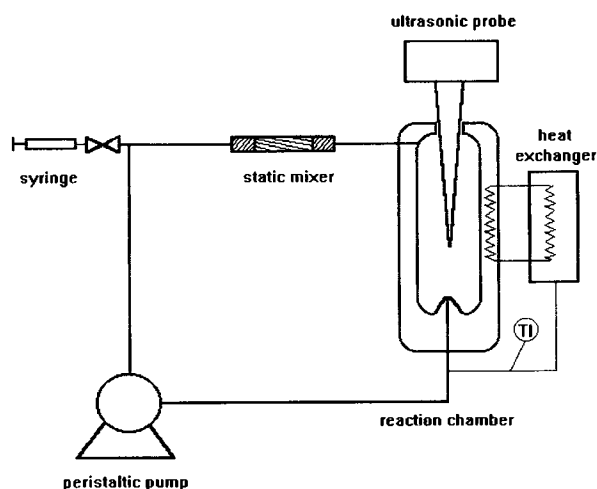 ultrasonic probe
heat
exchanger
syringe
static mixer
TI
reaction chamber
peristaltic pump